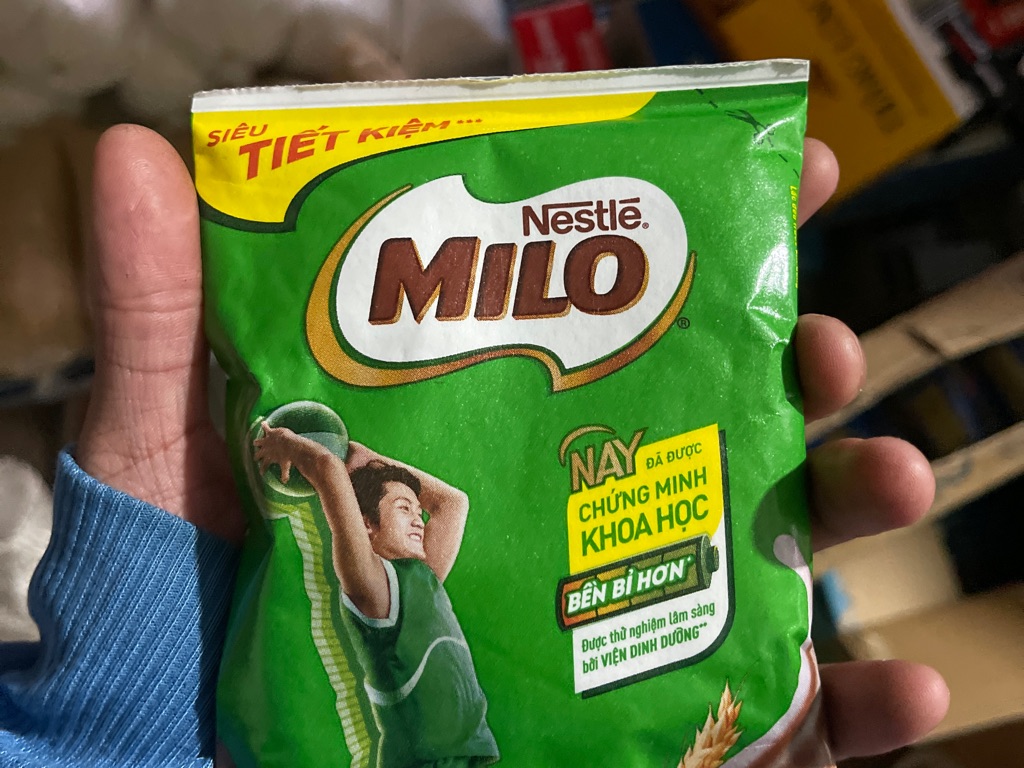 SIÊU
TIẾT KIỆM...
Nestlé®
MILO
®
NAY ĐÃ ĐƯỢC
CHỨNG MINH
KHOA HỌC
BỀN BỈ HƠN*
Được thử nghiệm lâm sàng
bởi VIỆN DINH DƯỠNG**